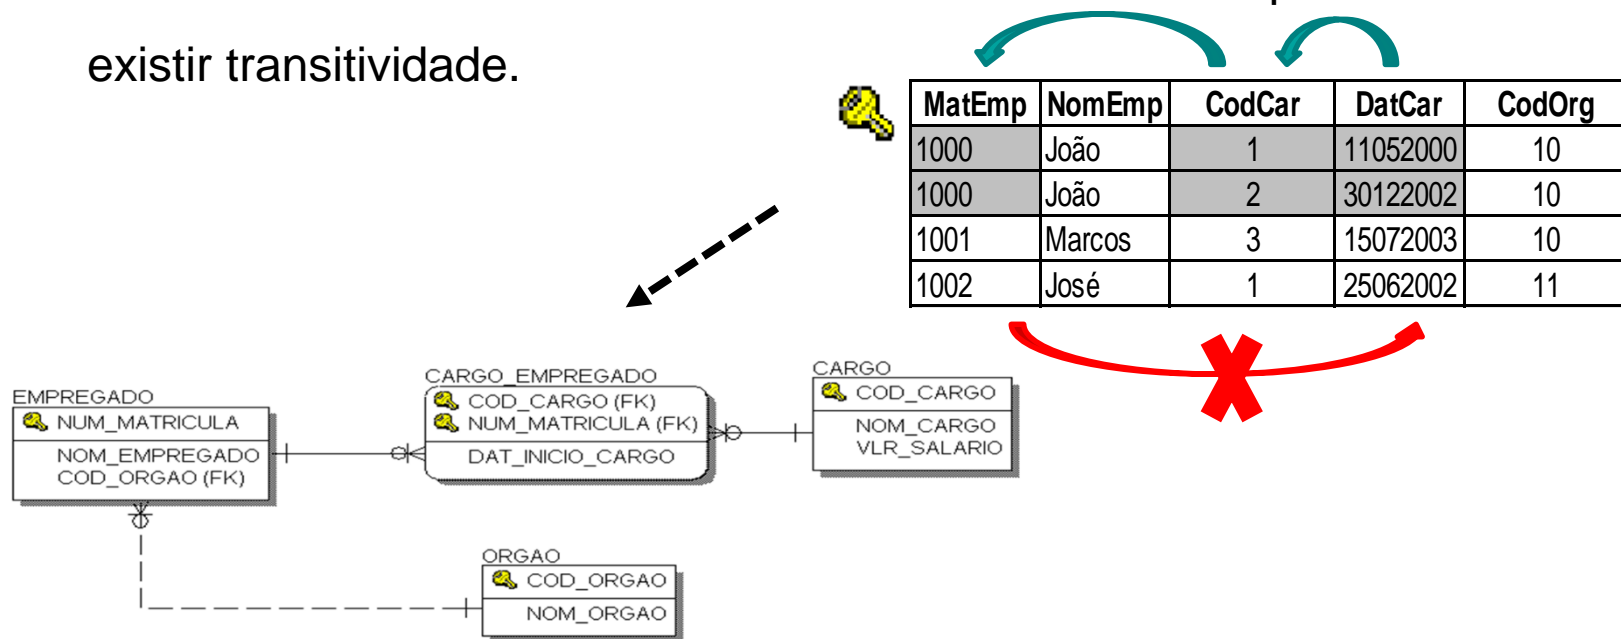 existir transitividade.
MatEmp NomEmp CodCar DatCar CodOrg
1000 João 1 11052000 10
1000 João 2 30122002 10
1001 Marcos 3 15072003 10
1002 José 1 25062002 11
EMPREGADO
NUM_MATRICULA
NOM_EMPREGADO
COD_ORGAO (FK)
CARGO_EMPREGADO
COD_CARGO (FK)
NUM_MATRICULA (FK)
DAT_INICIO_CARGO
CARGO
COD_CARGO
NOM_CARGO
VLR_SALARIO
ORGAO
COD_ORGAO
NOM_ORGAO